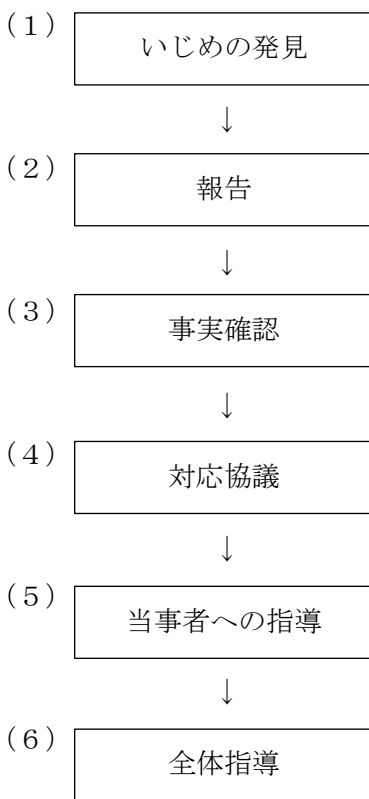 （１）
いじめの発見
↓
（２）
報告
↓
（３）
事実確認
↓
（４）
対応協議
↓
（５）
当事者への指導
↓
（６）
全体指導